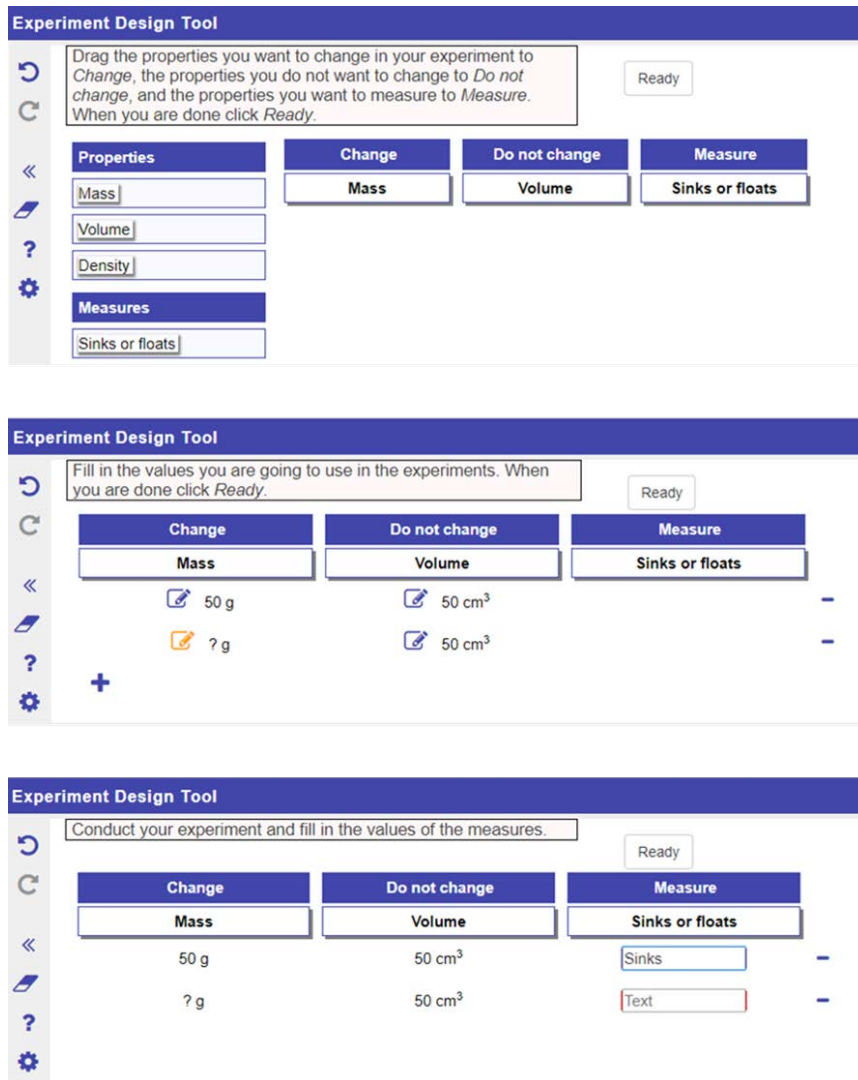 Experiment Design Tool
Drag the properties you want to change in your experiment to
Change, the properties you do not want to change to Do not
change, and the properties you want to measure to Measure.
When you are done click Ready.
Ready
Properties
Mass
Volume
Density
Measures
Sinks or floats
Change Do not change Measure
Mass Volume Sinks or floats
Experiment Design Tool
Fill in the values you are going to use in the experiments. When
you are done click Ready.
Ready
Change Do not change Measure
Mass Volume Sinks or floats
50 g 50 cm³
? g 50 cm³
Experiment Design Tool
Conduct your experiment and fill in the values of the measures.
Ready
Change Do not change Measure
Mass Volume Sinks or floats
50 g 50 cm³ Sinks
? g 50 cm³ Text